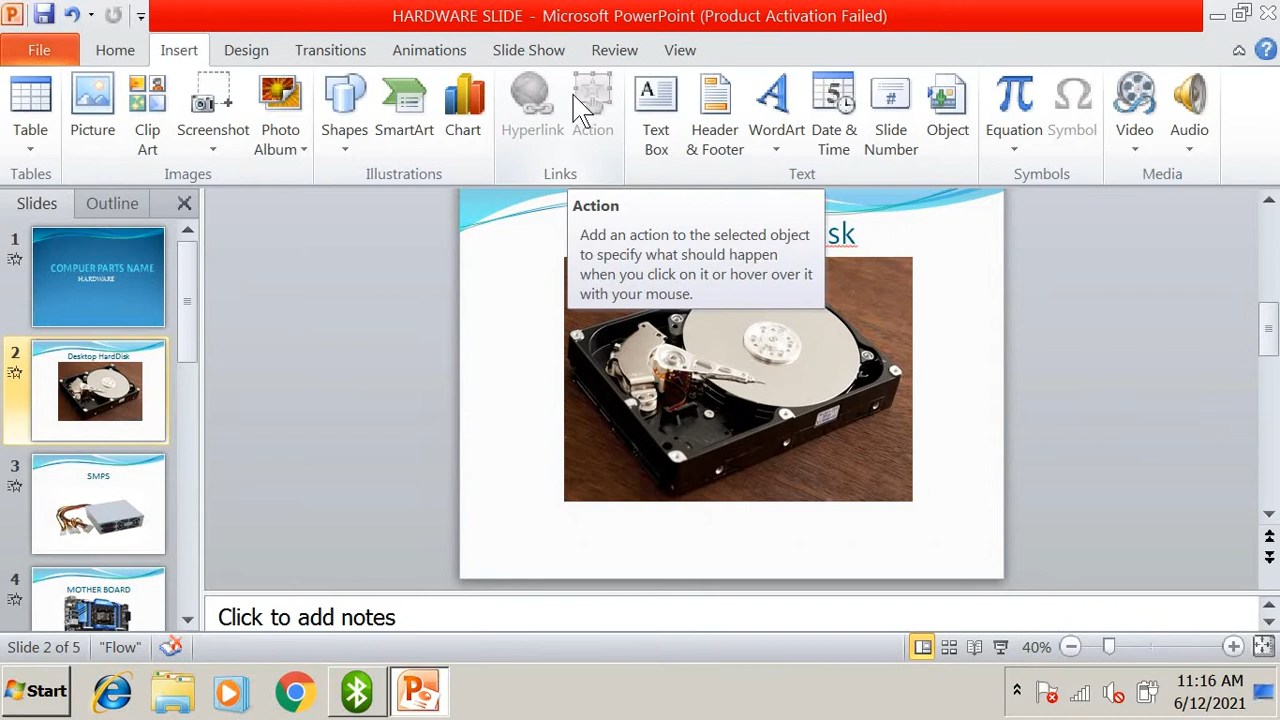 HARDWARE SLIDE - Microsoft PowerPoint (Product Activation Failed)
File Home Insert Design Transitions Animations Slide Show Review View
Table Picture Clip Art Screenshot Photo Album Shapes SmartArt Chart Hyperlink Action Text Box Header & Footer WordArt Date & Time Slide Number Object Equation Symbol Video Audio
Tables Images Illustrations Links Text Symbols Media
Slides Outline
Action
Add an action to the selected object
to specify what should happen
when you click on it or hover over it
with your mouse.
sk
1
COMPUER PARTS NAME
HARDWARE
2
Desktop HardDisk
3
SMPS
4
MOTHER BOARD
Click to add notes
Slide 2 of 5 "Flow" 40%
Start 11:16 AM
6/12/2021